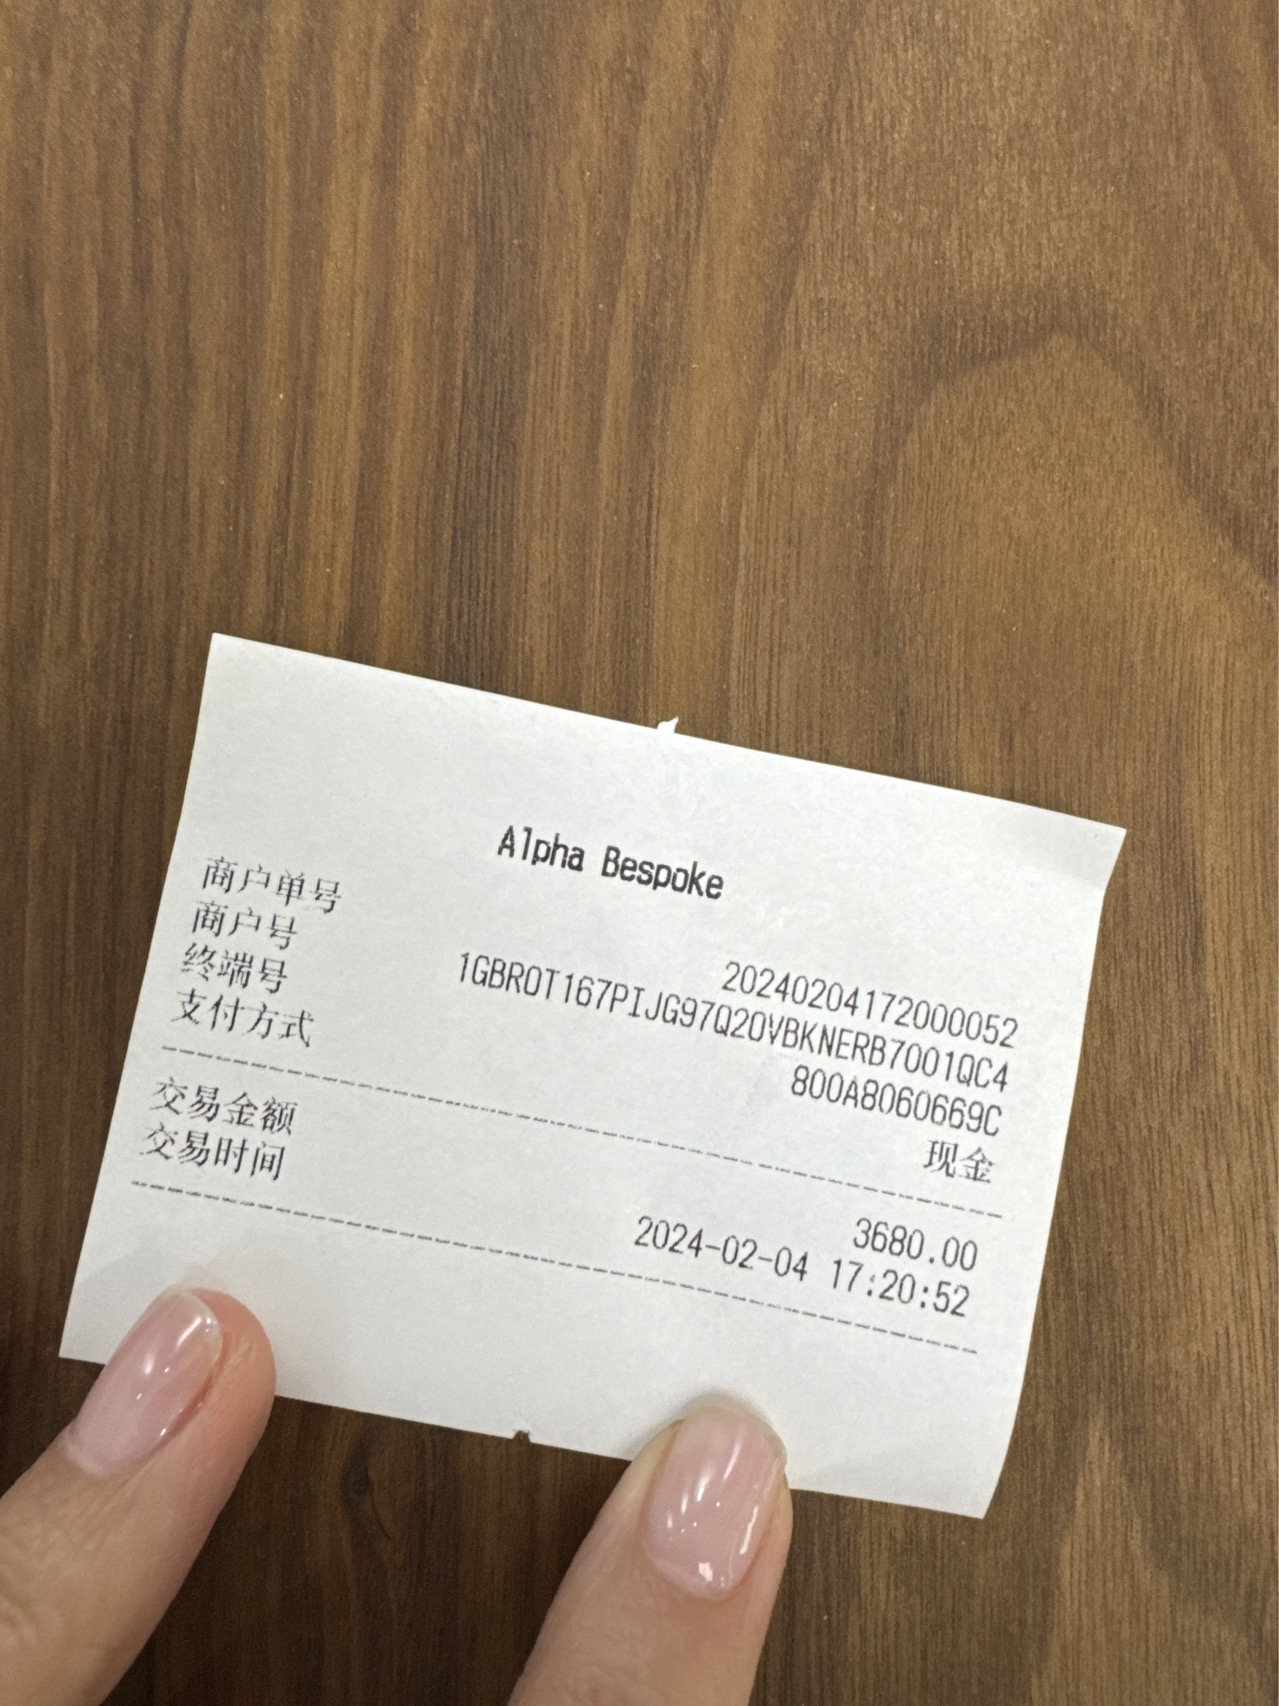 Alpha Bespoke
商户单号 20240204172000052
商户号 1GBR0T167PIJG97Q20VBKNERB7001QC4
终端号 800A8060669C
支付方式 现金
交易金额 3680.00
交易时间 2024-02-04 17:20:52